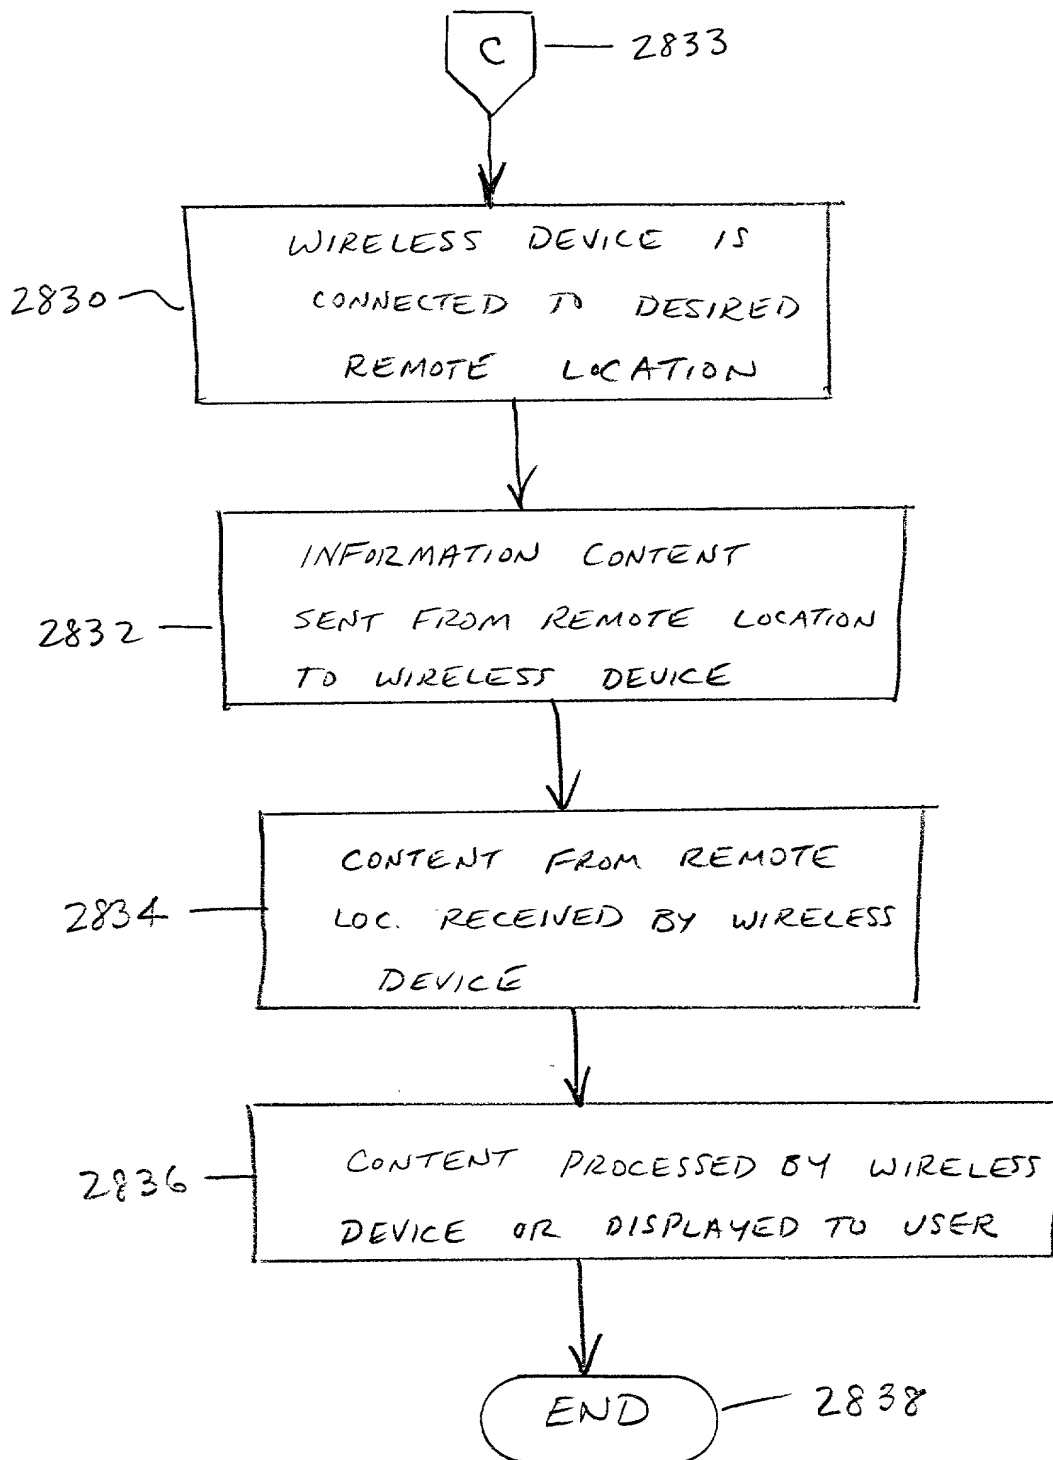 C
2833
WIRELESS DEVICE IS
CONNECTED TO DESIRED
REMOTE LOCATION
2830
INFORMATION CONTENT
SENT FROM REMOTE LOCATION
TO WIRELESS DEVICE
2832
CONTENT FROM REMOTE
LOC. RECEIVED BY WIRELESS
DEVICE
2834
CONTENT PROCESSED BY WIRELESS
DEVICE OR DISPLAYED TO USER
2836
END
2838